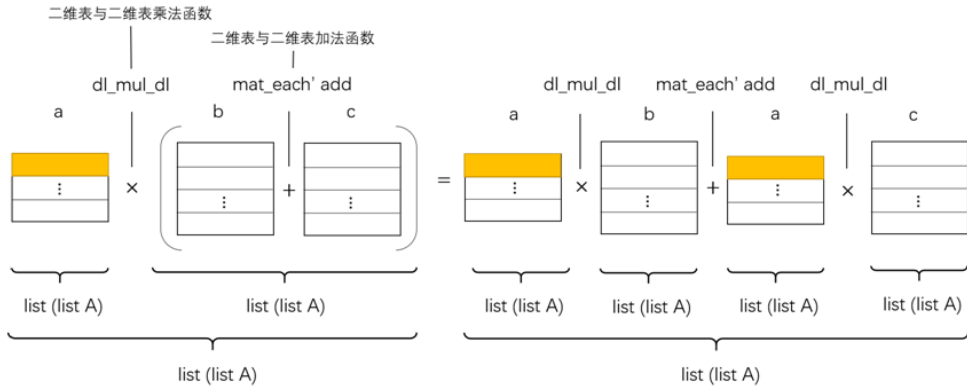 二维表与二维表乘法函数
二维表与二维表加法函数
dl_mul_dl mat_each' add dl_mul_dl mat_each' add dl_mul_dl
a b c a b a c
⋮ × ⋮ + ⋮ = ⋮ × ⋮ + ⋮ × ⋮
list (list A) list (list A) list (list A) list (list A) list (list A) list (list A)
list (list A) list (list A)